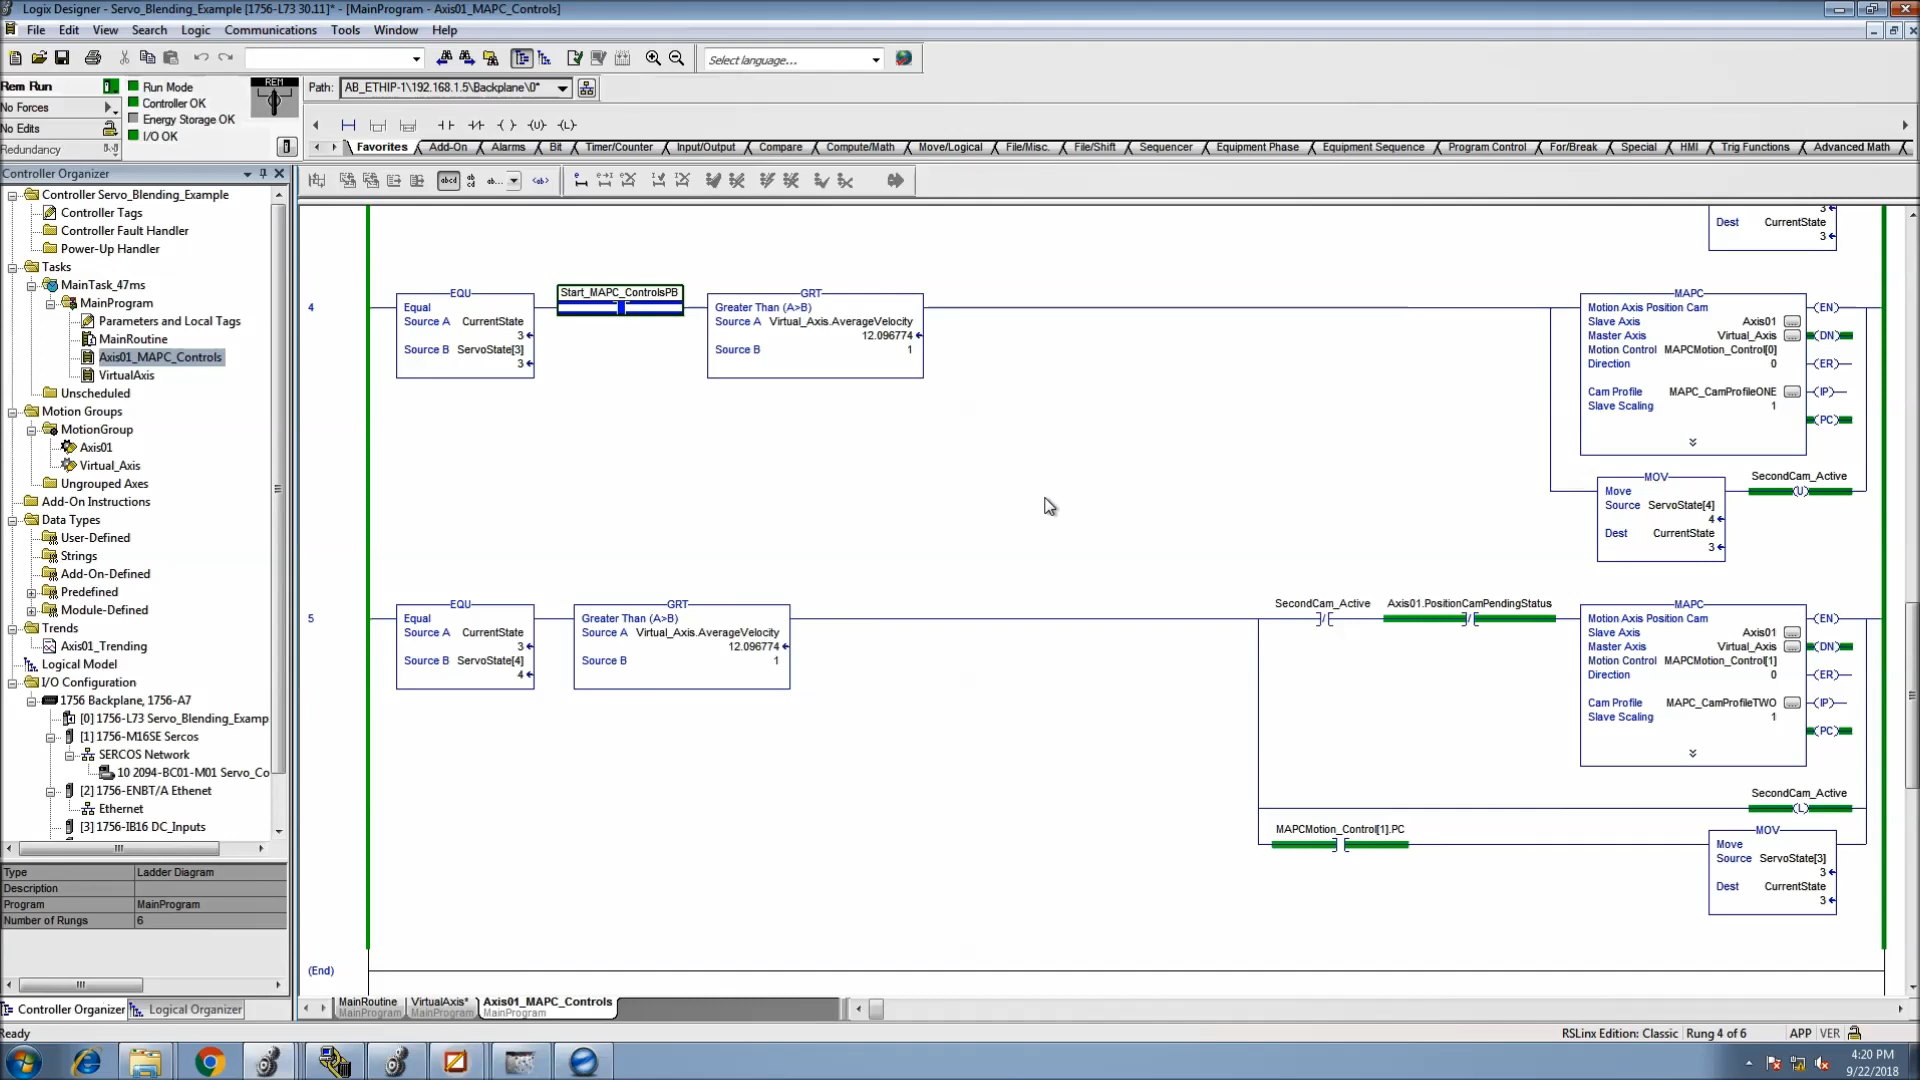 Logix Designer - Servo_Blending_Example [1756-L73 30.11]* - [MainProgram - Axis01_MAPC_Controls]
File Edit View Search Logic Communications Tools Window Help
Select language...
Rem Run
No Forces
No Edits
Redundancy
Run Mode
Controller OK
Energy Storage OK
I/O OK
REM
Path: AB_ETHIP-1\192.168.1.5\Backplane\0*
Favorites Add-On Alarms Bit Timer/Counter Input/Output Compare Compute/Math Move/Logical File/Misc. File/Shift Sequencer Equipment Phase Equipment Sequence Program Control For/Break Special HMI Trig Functions Advanced Math
Controller Organizer
Controller Servo_Blending_Example
Controller Tags
Controller Fault Handler
Power-Up Handler
Tasks
MainTask_47ms
MainProgram
Parameters and Local Tags
MainRoutine
Axis01_MAPC_Controls
VirtualAxis
Unscheduled
Motion Groups
MotionGroup
Axis01
Virtual_Axis
Ungrouped Axes
Add-On Instructions
Data Types
User-Defined
Strings
Add-On-Defined
Predefined
Module-Defined
Trends
Axis01_Trending
Logical Model
I/O Configuration
1756 Backplane, 1756-A7
[0] 1756-L73 Servo_Blending_Examp
[1] 1756-M16SE Sercos
SERCOS Network
10 2094-BC01-M01 Servo_Co
[2] 1756-ENBT/A Ethenet
Ethernet
[3] 1756-IB16 DC_Inputs
Type Ladder Diagram
Description
Program MainProgram
Number of Rungs 6
Controller Organizer Logical Organizer
abcd
ab cd
ab...
<ab>
3
Dest CurrentState
3
4
EQU
Equal
Source A CurrentState
3
Source B ServoState[3]
3
Start_MAPC_ControlsPB
GRT
Greater Than (A>B)
Source A Virtual_Axis.AverageVelocity
12.096774
Source B 1
MAPC
Motion Axis Position Cam
Slave Axis Axis01 ...
Master Axis Virtual_Axis ...
Motion Control MAPCMotion_Control[0]
Direction 0
Cam Profile MAPC_CamProfileONE ...
Slave Scaling 1
EN
DN
ER
IP
PC
MOV
Move
Source ServoState[4]
4
Dest CurrentState
3
SecondCam_Active
U
5
EQU
Equal
Source A CurrentState
3
Source B ServoState[4]
4
GRT
Greater Than (A>B)
Source A Virtual_Axis.AverageVelocity
12.096774
Source B 1
SecondCam_Active
Axis01.PositionCamPendingStatus
MAPC
Motion Axis Position Cam
Slave Axis Axis01 ...
Master Axis Virtual_Axis ...
Motion Control MAPCMotion_Control[1]
Direction 0
Cam Profile MAPC_CamProfileTWO ...
Slave Scaling 1
EN
DN
ER
IP
PC
SecondCam_Active
L
MAPCMotion_Control[1].PC
MOV
Move
Source ServoState[3]
3
Dest CurrentState
3
(End)
MainRoutine
MainProgram
VirtualAxis*
MainProgram
Axis01_MAPC_Controls
MainProgram
Ready
RSLinx Edition: Classic Rung 4 of 6 APP VER
4:20 PM
9/22/2018